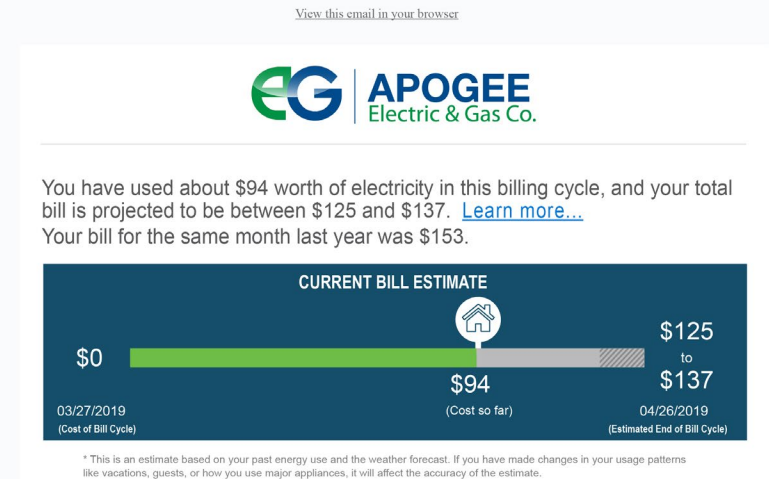 View this email in your browser
eG APOGEE
Electric & Gas Co.
You have used about $94 worth of electricity in this billing cycle, and your total
bill is projected to be between $125 and $137. Learn more...
Your bill for the same month last year was $153.
CURRENT BILL ESTIMATE
$0
$94
(Cost so far)
$125
to
$137
03/27/2019
(Cost of Bill Cycle)
04/26/2019
(Estimated End of Bill Cycle)
* This is an estimate based on your past energy use and the weather forecast. If you have made changes in your usage patterns
like vacations, guests, or how you use major appliances, it will affect the accuracy of the estimate.